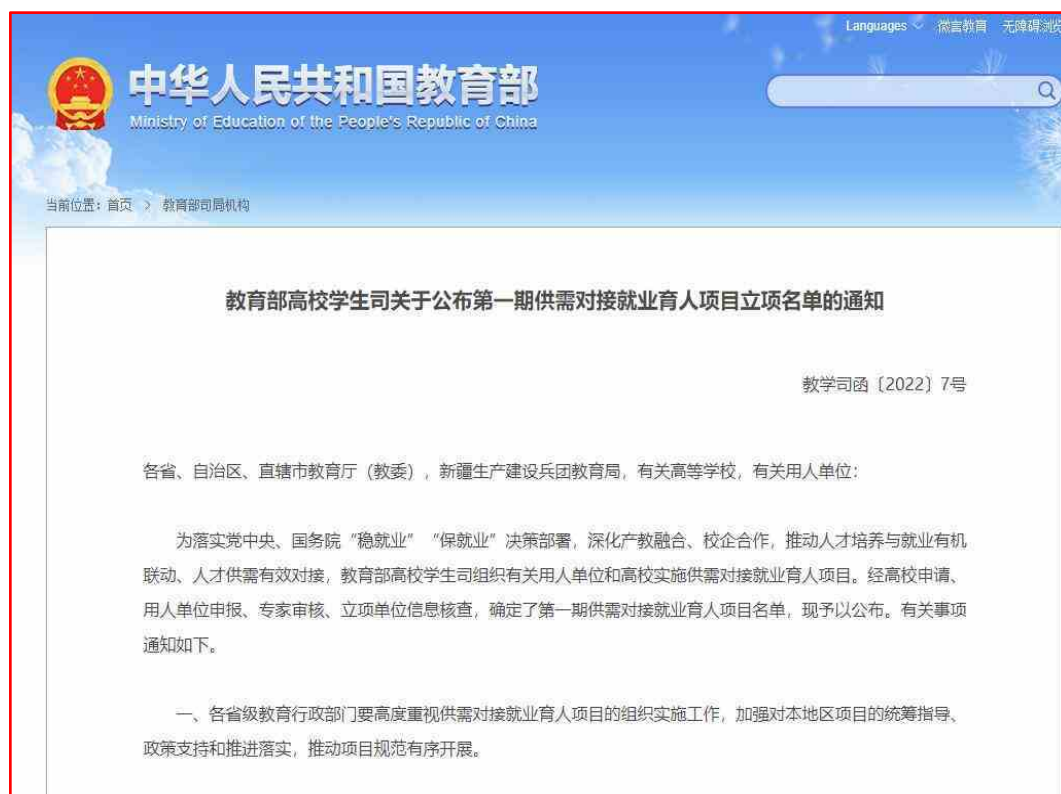 Languages 微言教育 无障碍浏览
中华人民共和国教育部
Ministry of Education of the People's Republic of China
当前位置：首页 > 教育部司局机构
教育部高校学生司关于公布第一期供需对接就业育人项目立项名单的通知
教学司函〔2022〕7号
各省、自治区、直辖市教育厅（教委），新疆生产建设兵团教育局，有关高等学校，有关用人单位：
为落实党中央、国务院“稳就业”“保就业”决策部署，深化产教融合、校企合作，推动人才培养与就业有机
联动、人才供需有效对接，教育部高校学生司组织有关用人单位和高校实施供需对接就业育人项目。经高校申请、
用人单位申报、专家审核、立项单位信息核查，确定了第一期供需对接就业育人项目名单，现予以公布。有关事项
通知如下。
一、各省级教育行政部门要高度重视供需对接就业育人项目的组织实施工作，加强对本地区项目的统筹指导、
政策支持和推进落实，推动项目规范有序开展。